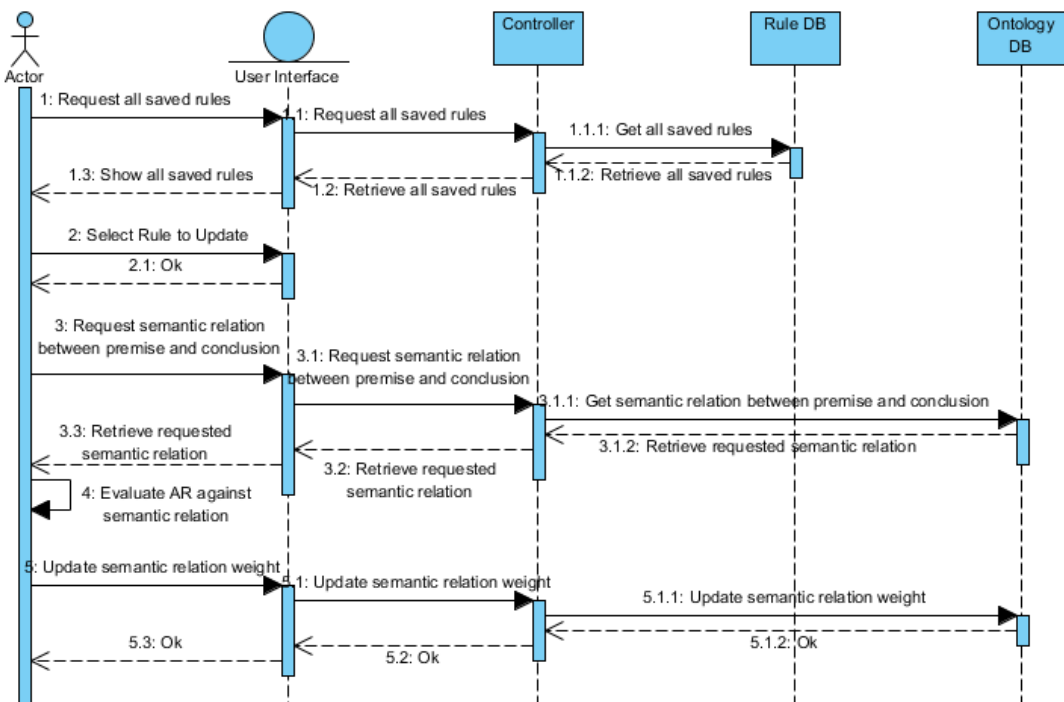 Controller
Rule DB
Ontology
DB
Actor
User Interface
1: Request all saved rules
1.1: Request all saved rules
1.1.1: Get all saved rules
1.1.2: Retrieve all saved rules
1.2: Retrieve all saved rules
1.3: Show all saved rules
2: Select Rule to Update
2.1: Ok
3: Request semantic relation
between premise and conclusion
3.1: Request semantic relation
between premise and conclusion
3.1.1: Get semantic relation between premise and conclusion
3.1.2: Retrieve requested semantic relation
3.2: Retrieve requested
semantic relation
3.3: Retrieve requested
semantic relation
4: Evaluate AR against
semantic relation
5: Update semantic relation weight
5.1: Update semantic relation weight
5.1.1: Update semantic relation weight
5.1.2: Ok
5.2: Ok
5.3: Ok